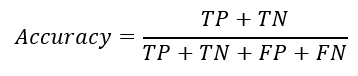 Accuracy = (TP + TN) / (TP + TN + FP + FN)